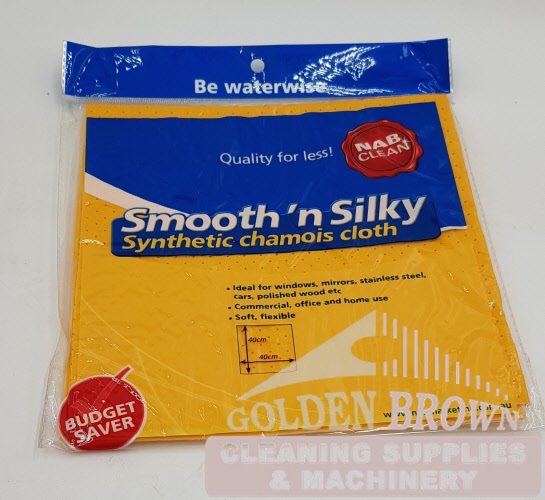 Be waterwise
Quality for less!
NAB
CLEAN
Smooth 'n Silky
Synthetic chamois cloth
• Ideal for windows, mirrors, stainless steel,
cars, polished wood etc
• Commercial, office and home use
• Soft, flexible
40cm
40cm
BUDGET
SAVER
GOLDEN BROWN
CLEANING SUPPLIES
& MACHINERY